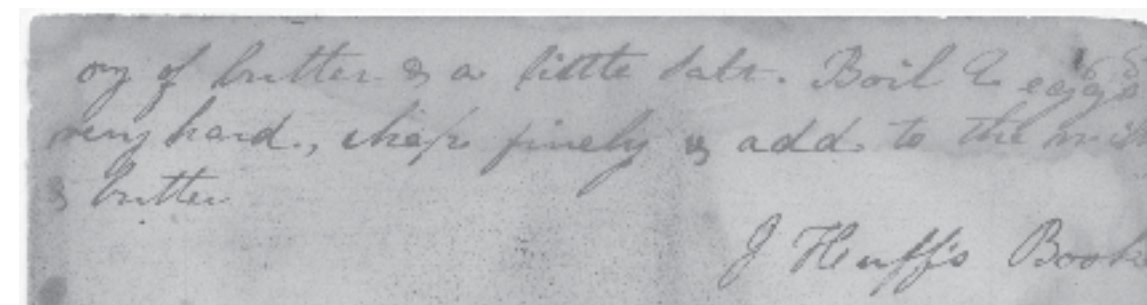 oz of butter & a little salt. Boil 2 eggs
very hard, chop finely & add to the
& butter
J Huff's Book